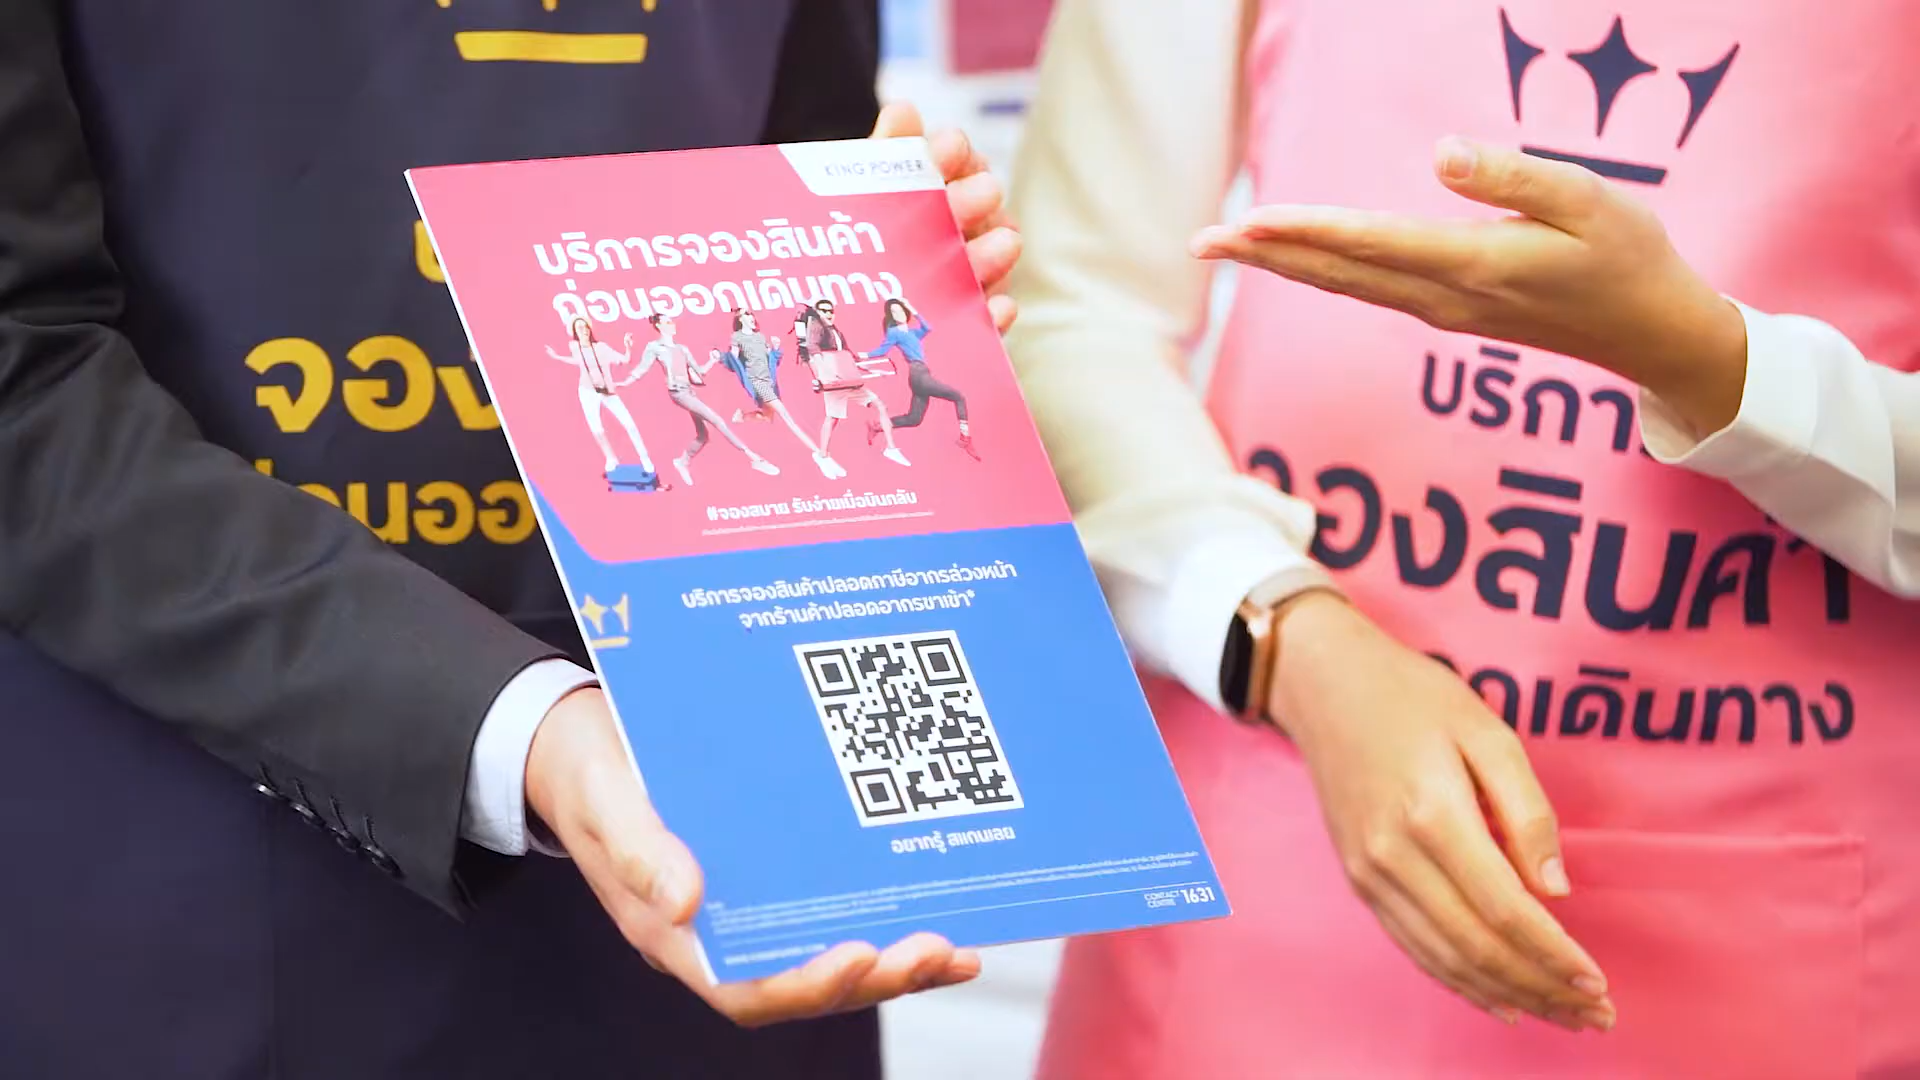 KING POWER
บริการจองสินค้า
ก่อนออกเดินทาง
#จองสบาย รับง่ายเมื่อบินกลับ
บริการจองสินค้าปลอดภาษีอากรล่วงหน้า
จากร้านค้าปลอดอากรขาเข้า*
อยากรู้ สแกนเลย
CONTACT
CENTRE 1631
จอง
อนออ
บริกา
จองสินค้า
กเดินทาง